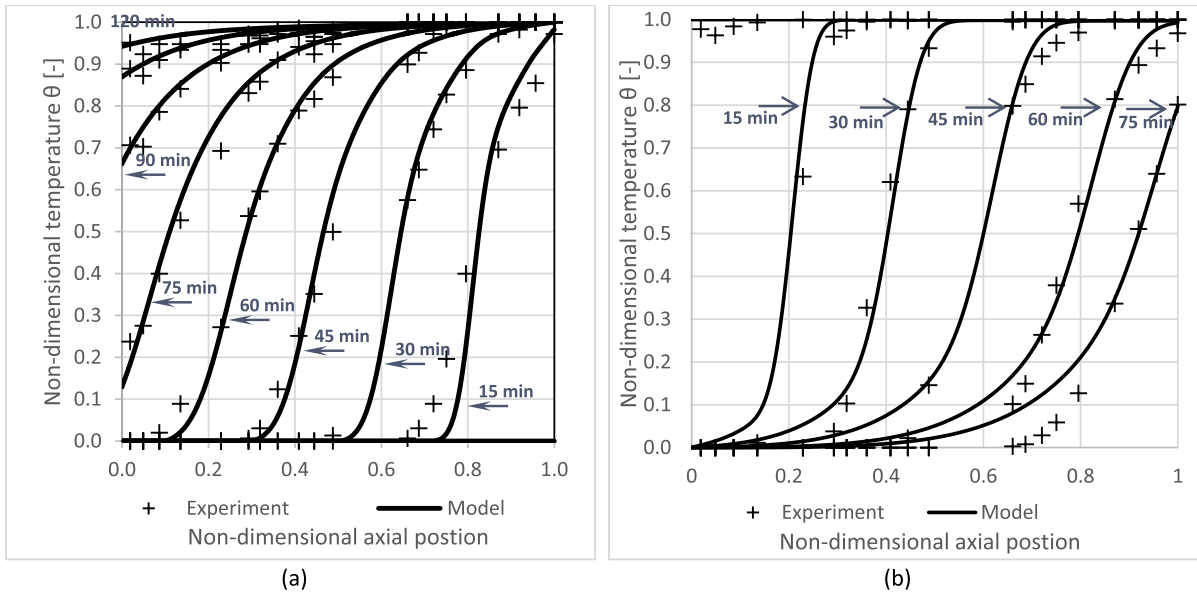 120 min
1.0
0.9
0.8
0.7
0.6
0.5
0.4
0.3
0.2
0.1
0.0
Non-dimensional temperature θ [-]
90 min
75 min
60 min
45 min
30 min
15 min
0.0 0.2 0.4 0.6 0.8 1.0
Experiment Model
Non-dimensional axial postion
(a)
1.0
0.9
0.8
0.7
0.6
0.5
0.4
0.3
0.2
0.1
0.0
Non-dimensional temperature θ [-]
15 min 30 min 45 min 60 min 75 min
0 0.2 0.4 0.6 0.8 1
Experiment Model
Non-dimensional axial postion
(b)